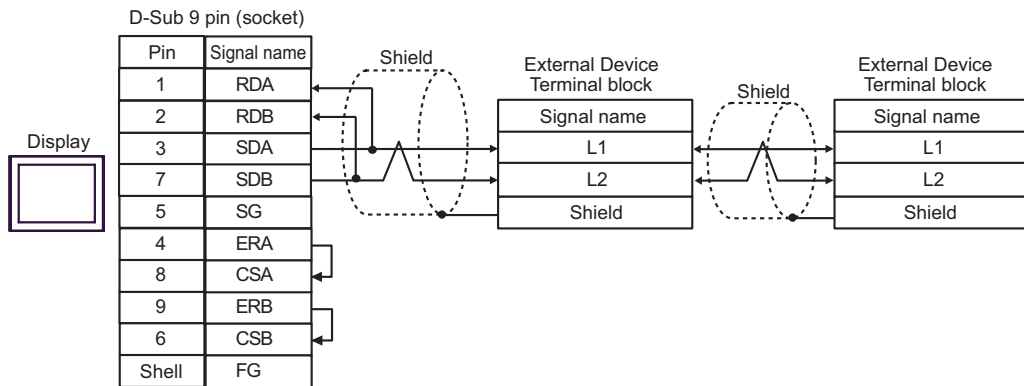 D-Sub 9 pin (socket)
Pin Signal name
1 RDA
2 RDB
3 SDA
7 SDB
5 SG
4 ERA
8 CSA
9 ERB
6 CSB
Shell FG
Display
Shield
External Device
Terminal block
Signal name
L1
L2
Shield
Shield
External Device
Terminal block
Signal name
L1
L2
Shield